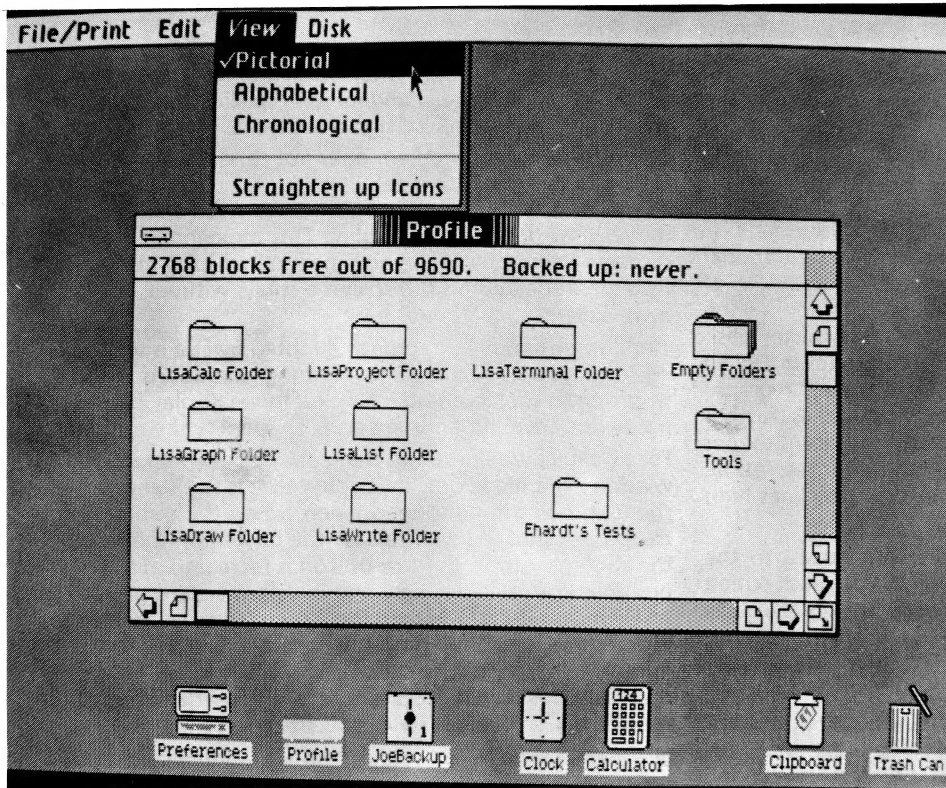 File/Print Edit View Disk
✓Pictorial
Alphabetical
Chronological
Straighten up Icons
Profile
2768 blocks free out of 9690. Backed up: never.
LisaCalc Folder LisaProject Folder LisaTerminal Folder Empty Folders
LisaGraph Folder LisaList Folder Tools
LisaDraw Folder LisaWrite Folder Ehardt's Tests
1
Preferences Profile JoeBackup Clock Calculator Clipboard Trash Can